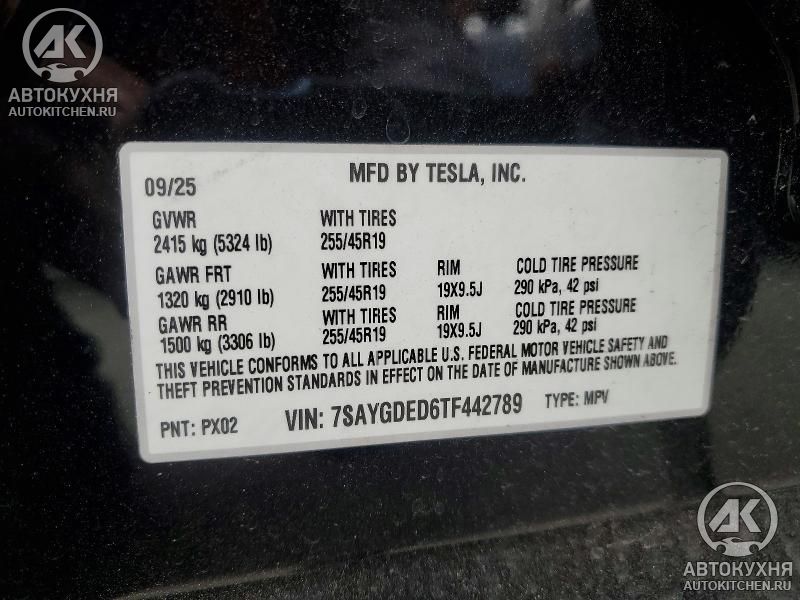 AK
АВТОКУХНЯ
AUTOKITCHEN.RU
09/25
MFD BY TESLA, INC.
GVWR WITH TIRES
2415 kg (5324 lb) 255/45R19
GAWR FRT WITH TIRES RIM COLD TIRE PRESSURE
1320 kg (2910 lb) 255/45R19 19X9.5J 290 kPa, 42 psi
GAWR RR WITH TIRES RIM COLD TIRE PRESSURE
1500 kg (3306 lb) 255/45R19 19X9.5J 290 kPa, 42 psi
THIS VEHICLE CONFORMS TO ALL APPLICABLE U.S. FEDERAL MOTOR VEHICLE SAFETY AND
THEFT PREVENTION STANDARDS IN EFFECT ON THE DATE OF MANUFACTURE SHOWN ABOVE.
PNT: PX02 VIN: 7SAYGDED6TF442789 TYPE: MPV
AK
АВТОКУХНЯ
AUTOKITCHEN.RU